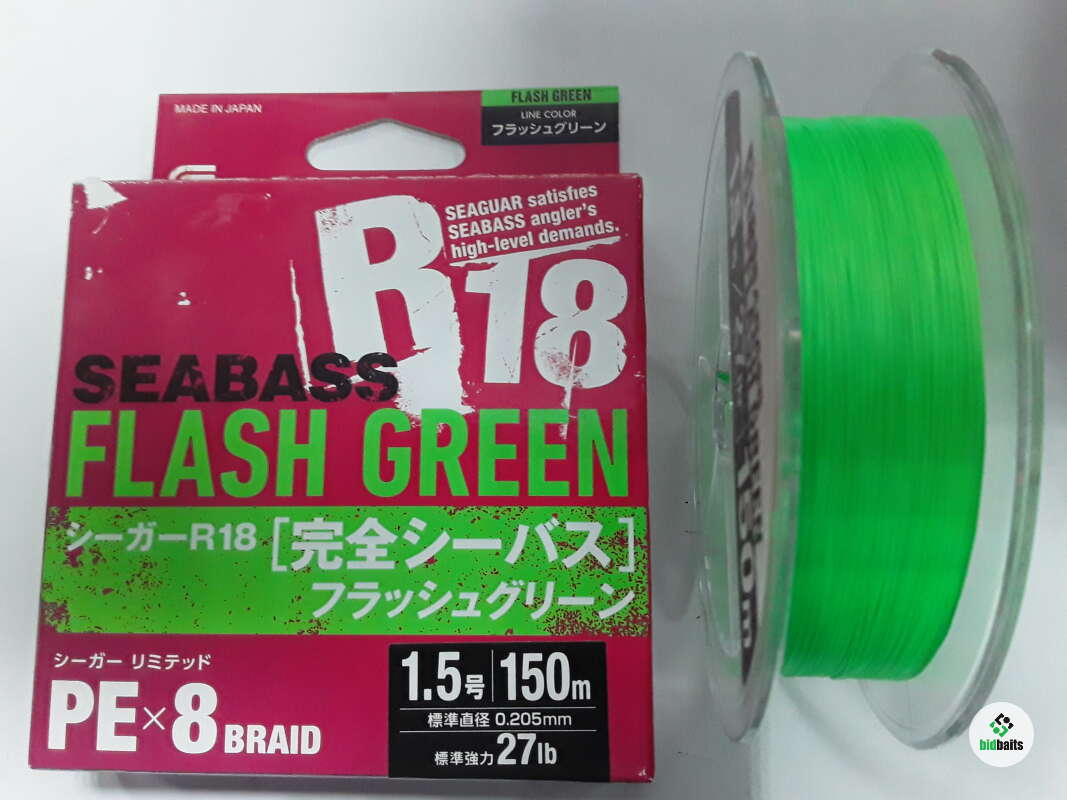 MADE IN JAPAN
FLASH GREEN
LINE COLOR
フラッシュグリーン
R18
SEAGUAR satisfies
SEABASS angler's
high-level demands.
SEABASS
FLASH GREEN
シーガーR18 [完全シーバス]
フラッシュグリーン
シーガー リミテッド
PE×8 BRAID
1.5号 150m
標準直径 0.205mm
標準強力 27lb
bidbaits